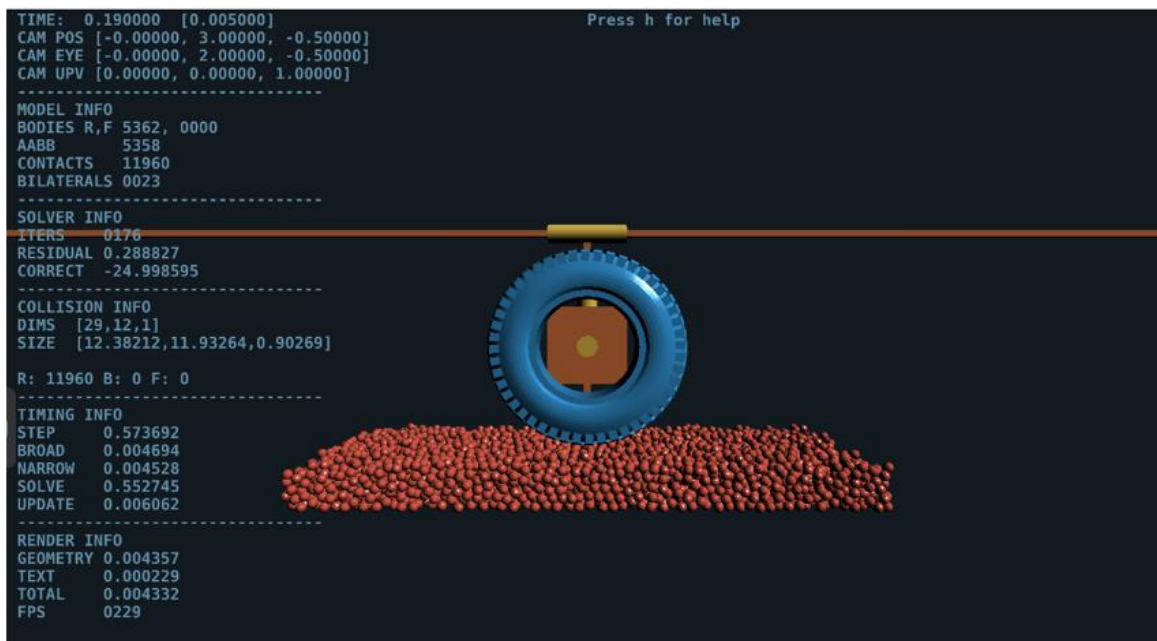 TIME:  0.190000  [0.005000]
Press h for help
CAM POS [-0.00000, 3.00000, -0.50000]
CAM EYE [-0.00000, 2.00000, -0.50000]
CAM UPV [0.00000, 0.00000, 1.00000]
---------------------------------
MODEL INFO
BODIES R,F 5362, 0000
AABB       5358
CONTACTS   11960
BILATERALS 0023
---------------------------------
SOLVER INFO
ITERS    0176
RESIDUAL 0.288827
CORRECT  -24.998595
---------------------------------
COLLISION INFO
DIMS  [29,12,1]
SIZE  [12.38212,11.93264,0.90269]
R: 11960 B: 0 F: 0
---------------------------------
TIMING INFO
STEP     0.573692
BROAD    0.004694
NARROW   0.004528
SOLVE    0.552745
UPDATE   0.006062
---------------------------------
RENDER INFO
GEOMETRY 0.004357
TEXT     0.000229
TOTAL    0.004332
FPS      0229